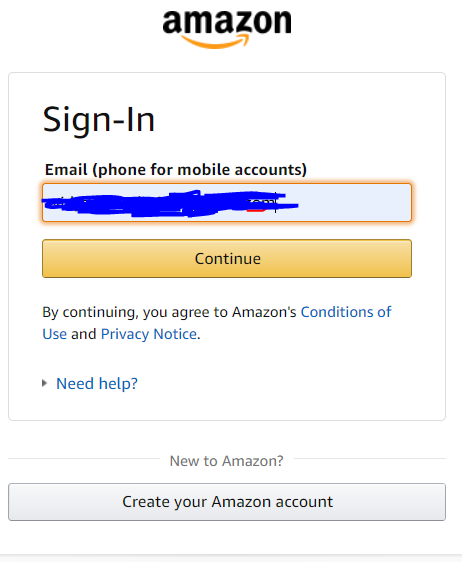 amazon
Sign-In
Email (phone for mobile accounts)
Continue
By continuing, you agree to Amazon's Conditions of
Use and Privacy Notice.
Need help?
New to Amazon?
Create your Amazon account